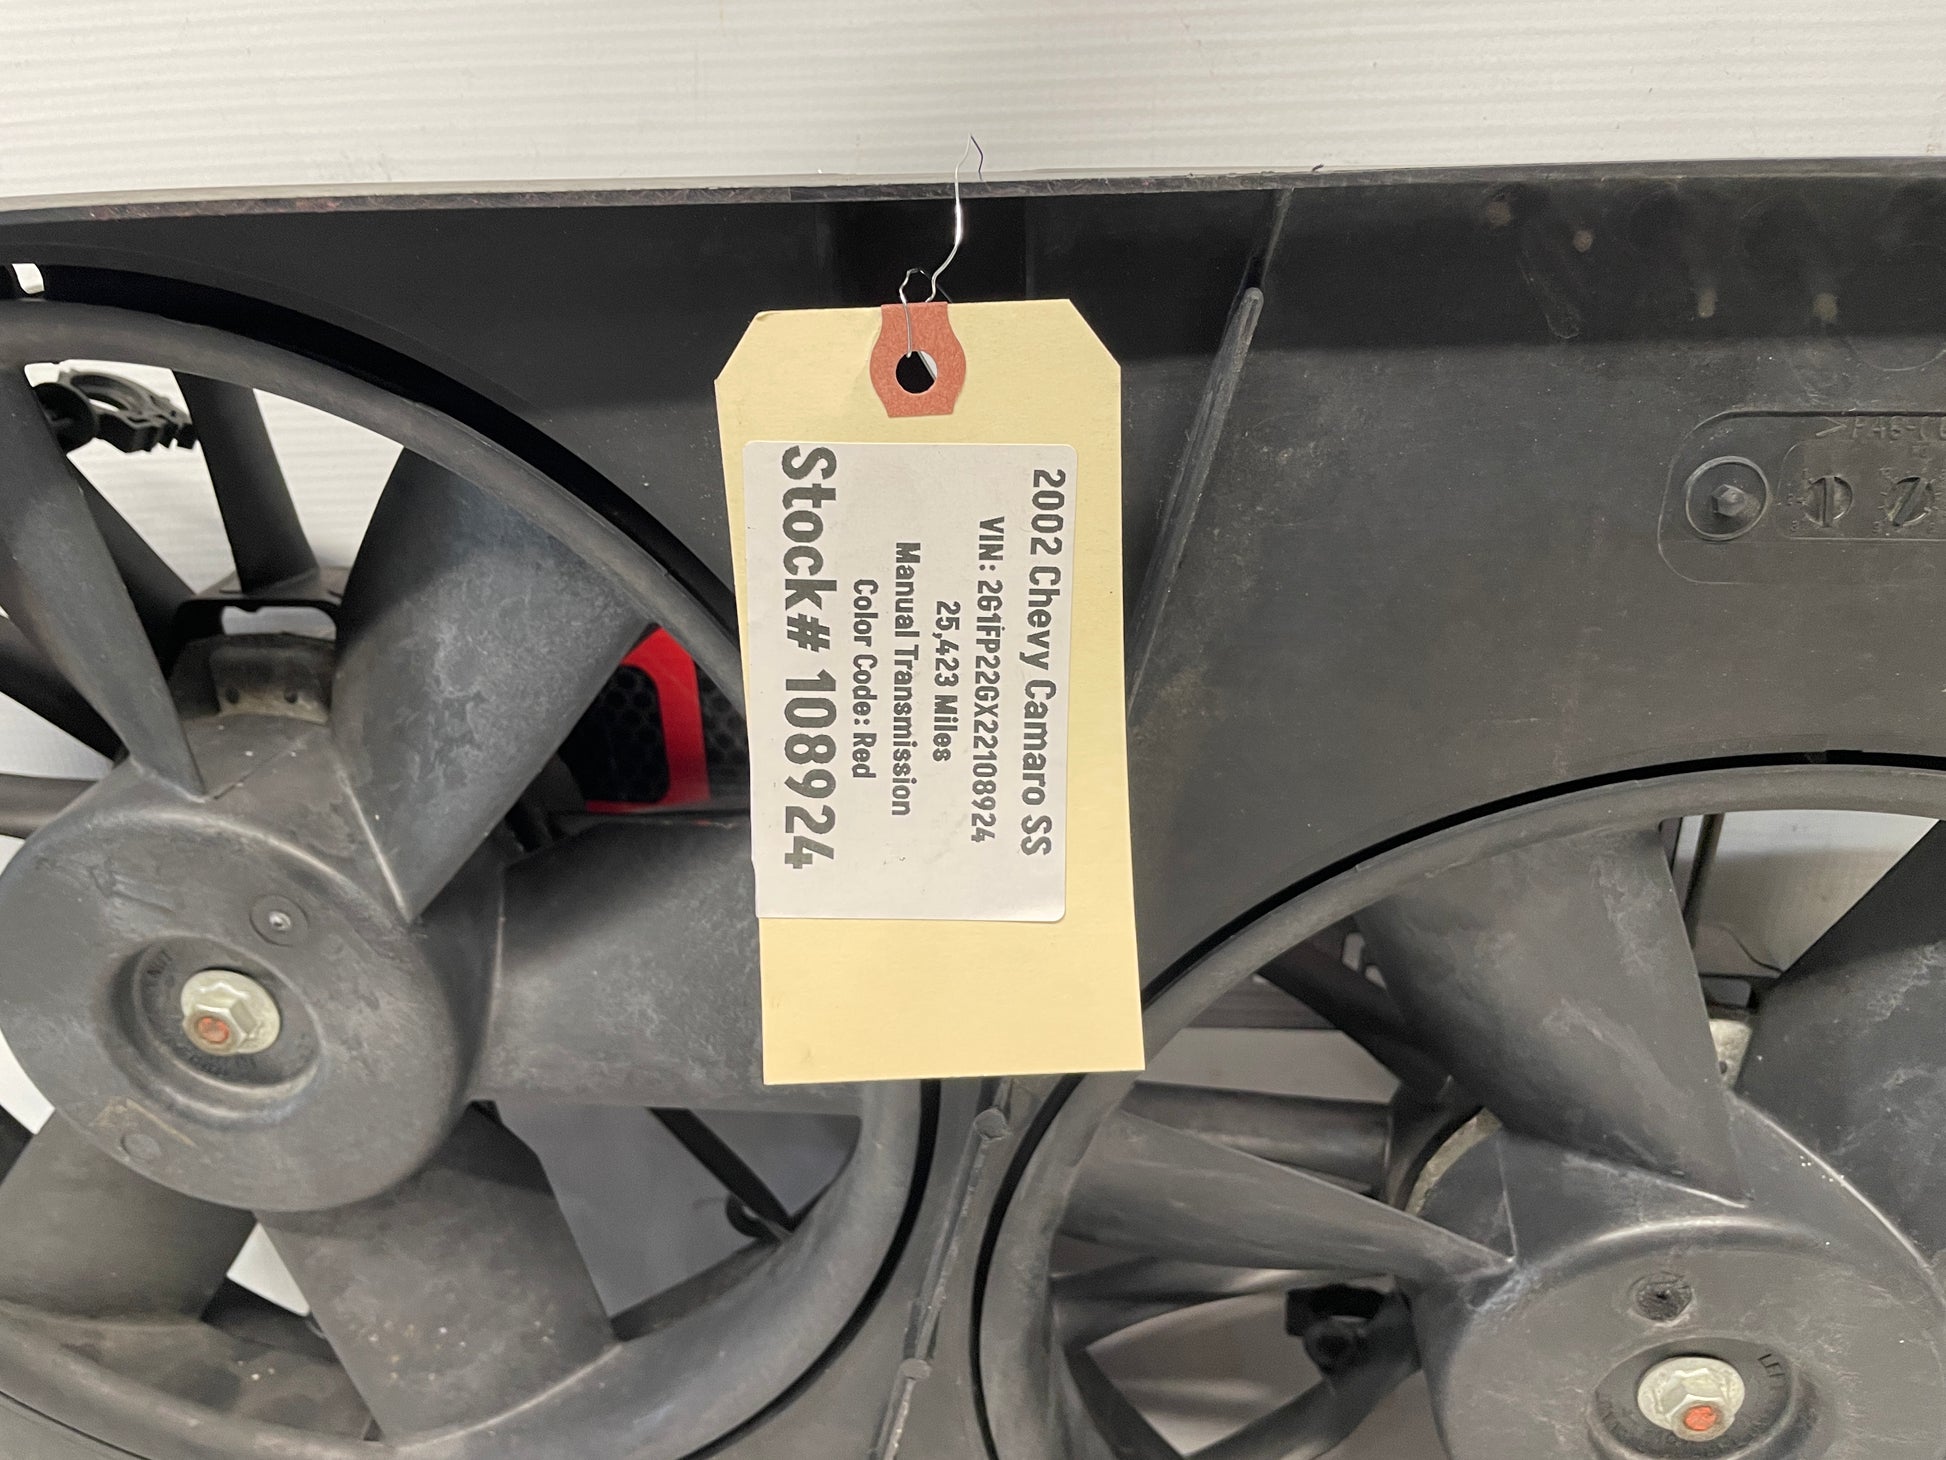 2002 Chevy Camaro SS
VIN: 2G1FP22GX22108924
25,423 Miles
Manual Transmission
Color Code: Red
Stock# 108924